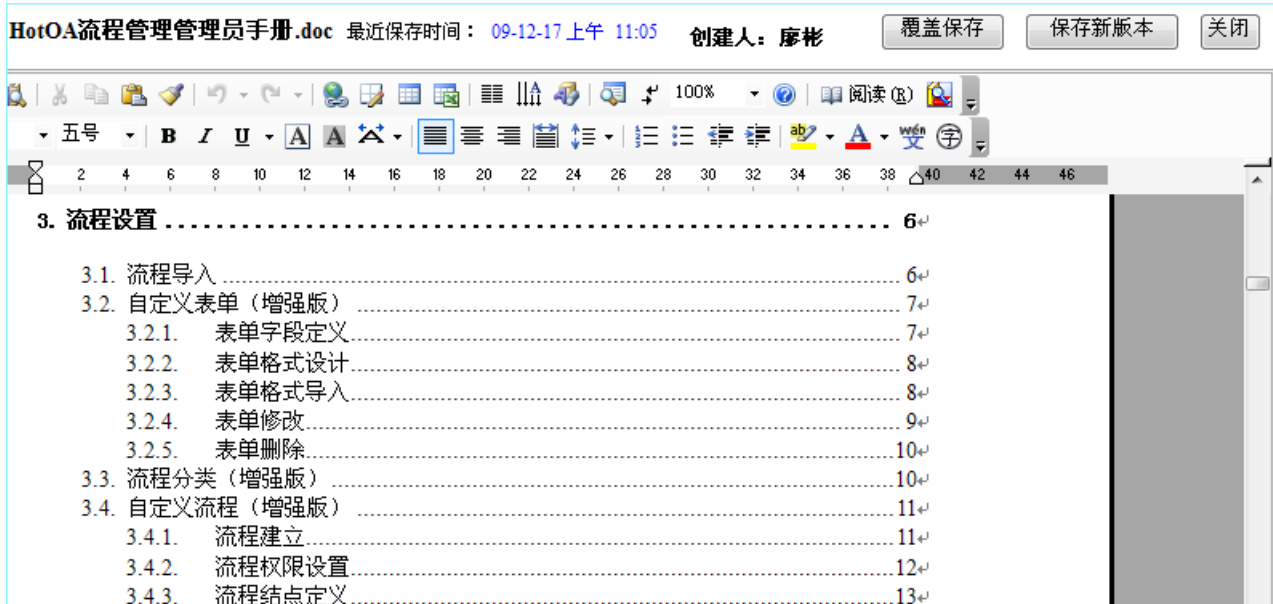 HotOA流程管理管理员手册.doc 最近保存时间： 09-12-17 上午 11:05 创建人：廖彬 覆盖保存 保存新版本 关闭
100% 阅读(R)
五号 B I U A A ab A wén 文 字
2 4 6 8 10 12 14 16 18 20 22 24 26 28 30 32 34 36 38 40 42 44 46
3. 流程设置 ........................................................ 6
3.1. 流程导入 ........................................................ 6
3.2. 自定义表单（增强版） ........................................................ 7
3.2.1. 表单字段定义........................................................ 7
3.2.2. 表单格式设计........................................................ 8
3.2.3. 表单格式导入........................................................ 8
3.2.4. 表单修改........................................................ 9
3.2.5. 表单删除........................................................10
3.3. 流程分类（增强版） ........................................................10
3.4. 自定义流程（增强版） ........................................................11
3.4.1. 流程建立........................................................11
3.4.2. 流程权限设置........................................................12
3.4.3. 流程结点定义........................................................13